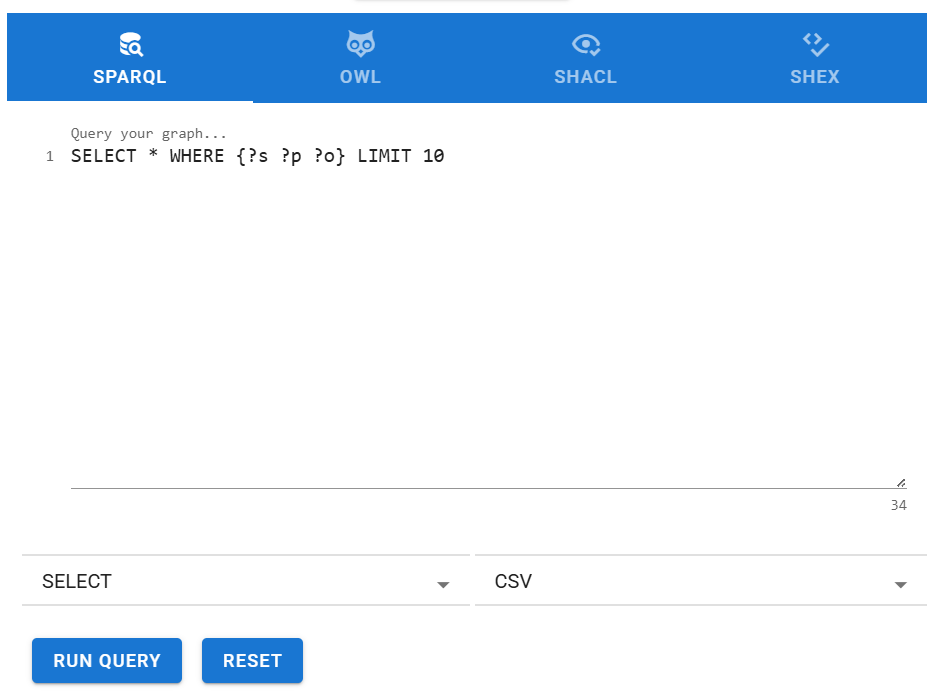 SPARQL OWL SHACL SHEX
Query your graph...
1 SELECT * WHERE {?s ?p ?o} LIMIT 10
34
SELECT CSV
RUN QUERY RESET